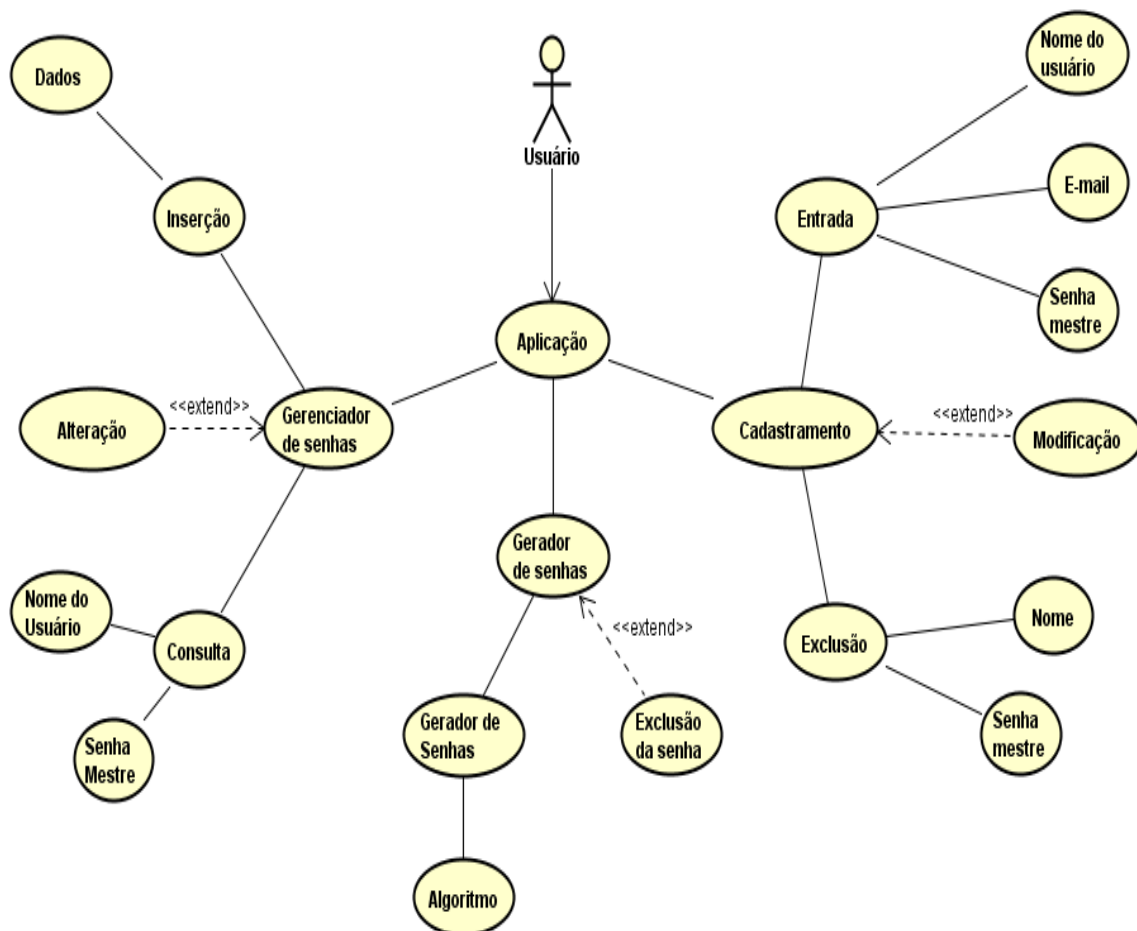 Nome do
usuário
Dados
Usuário
E-mail
Inserção
Entrada
Senha
mestre
Aplicação
<<extend>>
Alteração
Gerenciador
de senhas
Cadastramento
<<extend>>
Modificação
Gerador
de senhas
Nome do
Usuário
<<extend>>
Nome
Consulta
Exclusão
Gerador de
Senhas
Exclusão
da senha
Senha
mestre
Senha
Mestre
Algoritmo